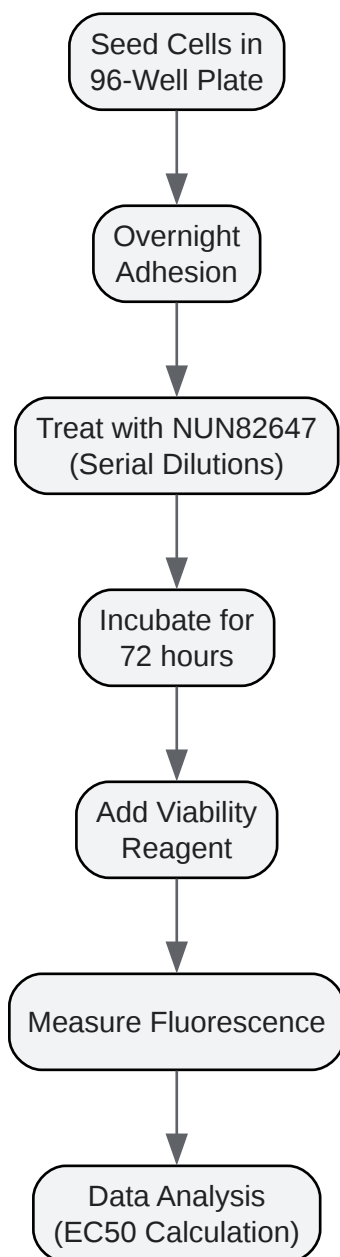 Seed Cells in
96-Well Plate
Overnight
Adhesion
Treat with NUN82647
(Serial Dilutions)
Incubate for
72 hours
Add Viability
Reagent
Measure Fluorescence
Data Analysis
(EC50 Calculation)